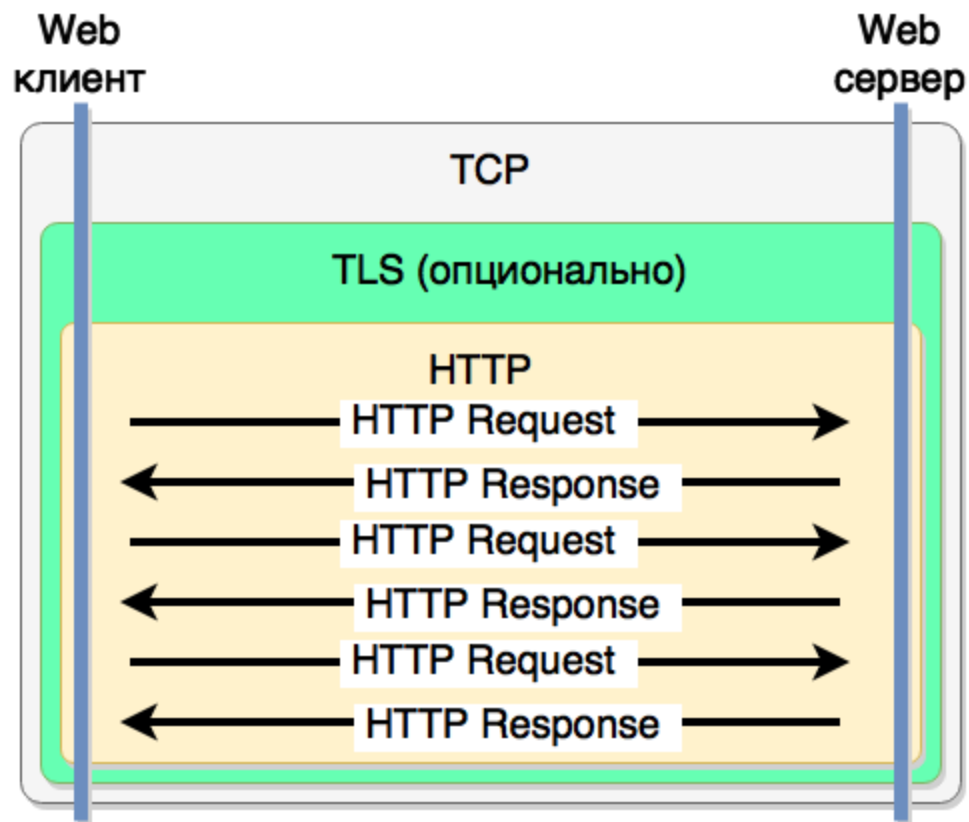 Web
клиент
Web
сервер
TCP
TLS (опционально)
HTTP
HTTP Request
HTTP Response
HTTP Request
HTTP Response
HTTP Request
HTTP Response